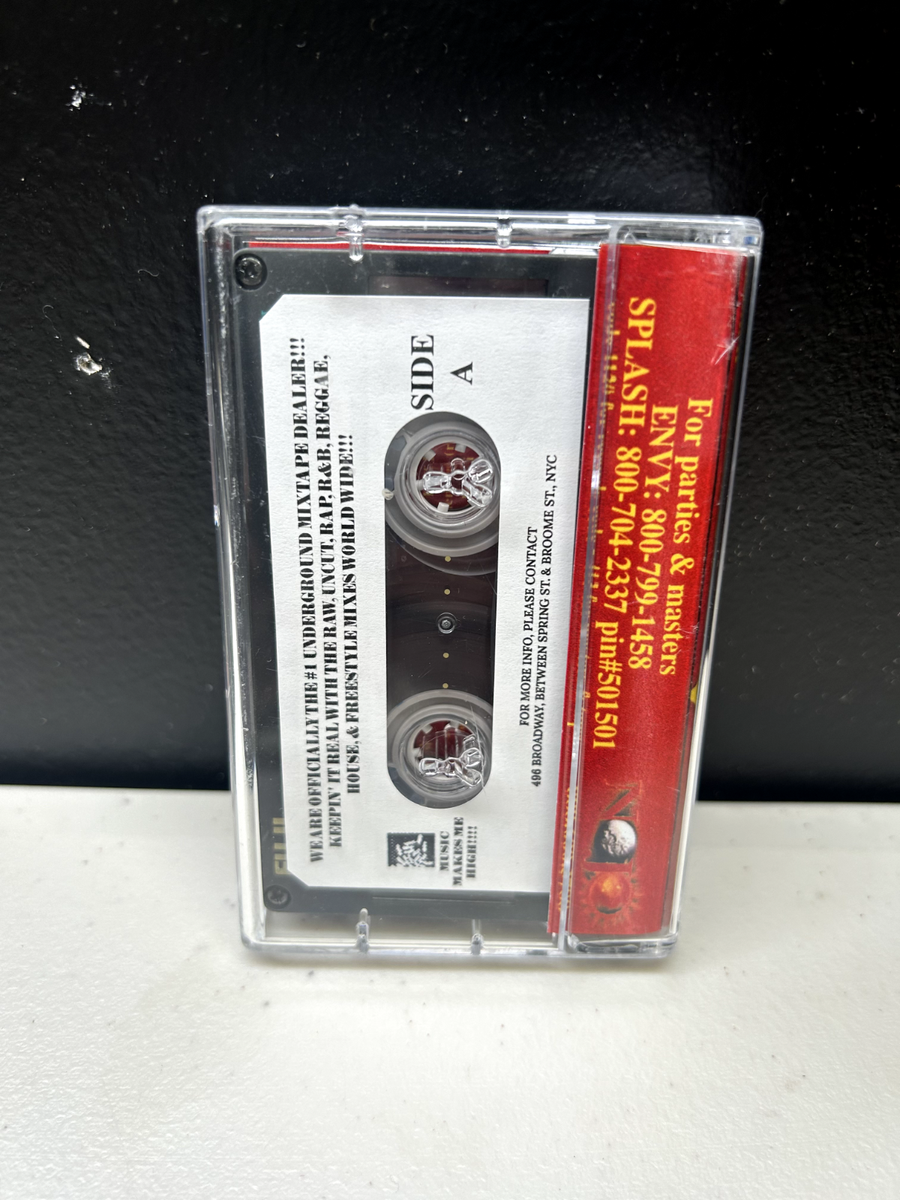 WE ARE OFFICIALLY THE #1 UNDERGROUND MIXTAPE DEALER!!!
KEEPIN' IT REAL WITH THE RAW, UNCUT, RAP, R&B, REGGAE,
HOUSE, & FREESTYLE MIXES WORLD WIDE!!!
SIDE
A
MUSIC
MAKES ME
HIGH!!!!
FOR MORE INFO, PLEASE CONTACT
496 BROADWAY, BETWEEN SPRING ST. & BROOME ST., NYC
FUJI
For parties & masters
ENVY: 800-799-1458
SPLASH: 800-704-2337 pin#501501